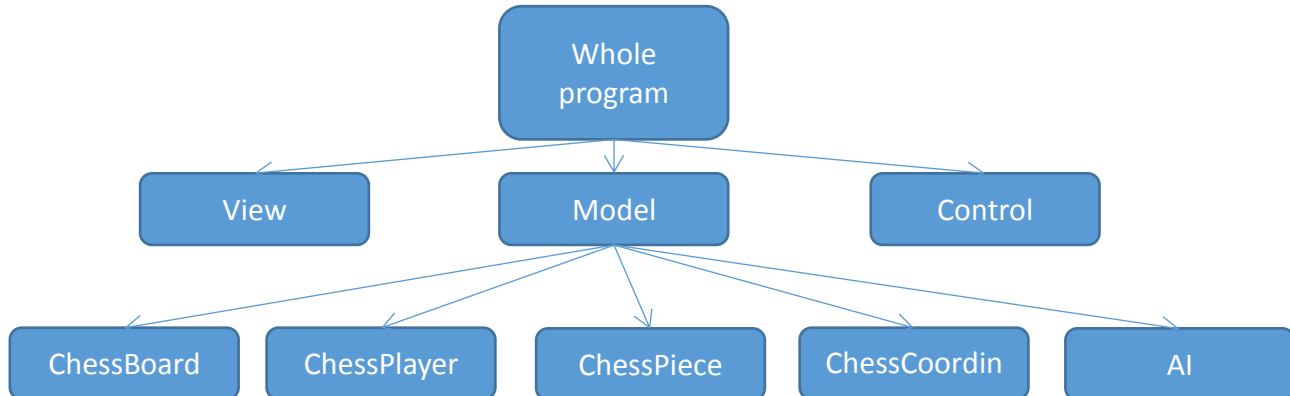 Whole
program
View
Model
Control
ChessBoard
ChessPlayer
ChessPiece
ChessCoordin
AI